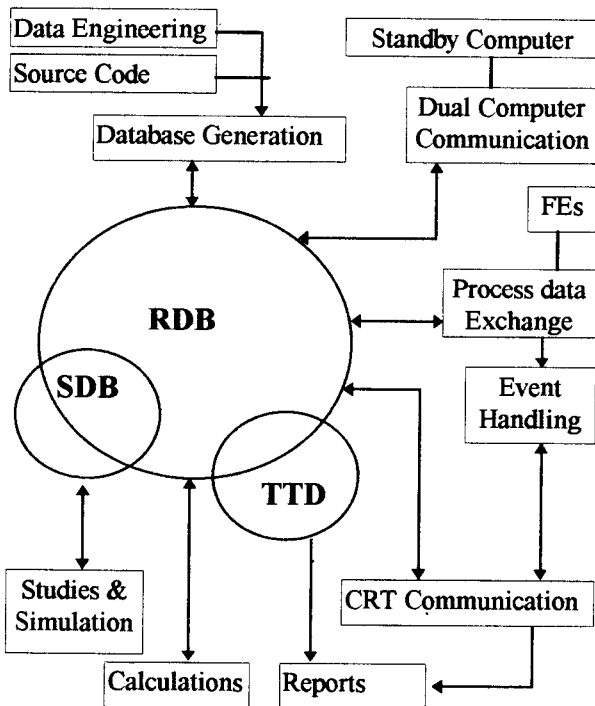 Data Engineering
Source Code
Database Generation
Standby Computer
Dual Computer
Communication
FEs
Process data
Exchange
Event
Handling
RDB
SDB
TTD
Studies &
Simulation
Calculations
Reports
CRT Communication